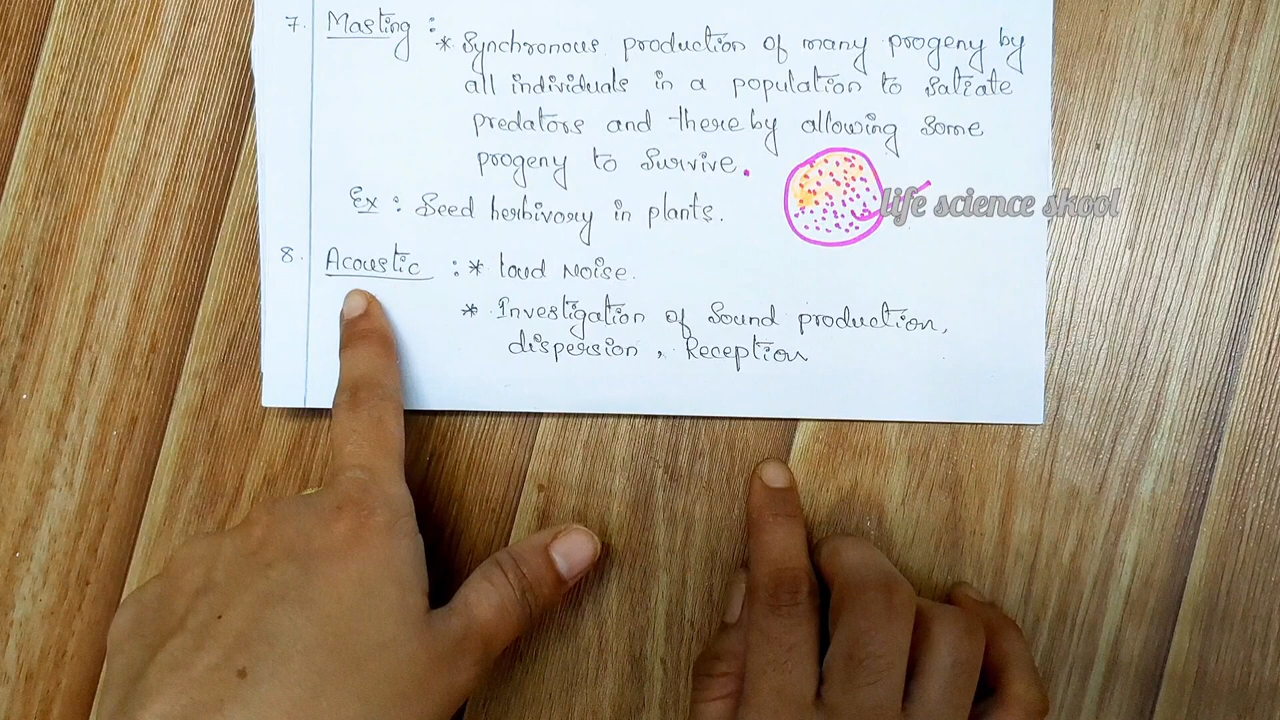 7. Masting : * Synchronous production of many progeny by
all individuals in a population to Satiate
predators and there by allowing Some
progeny to Survive.
life science skool
Ex : Seed herbivory in plants.
8. Acoustic : * loud Noise.
* Investigation of Sound production,
dispersion, Reception